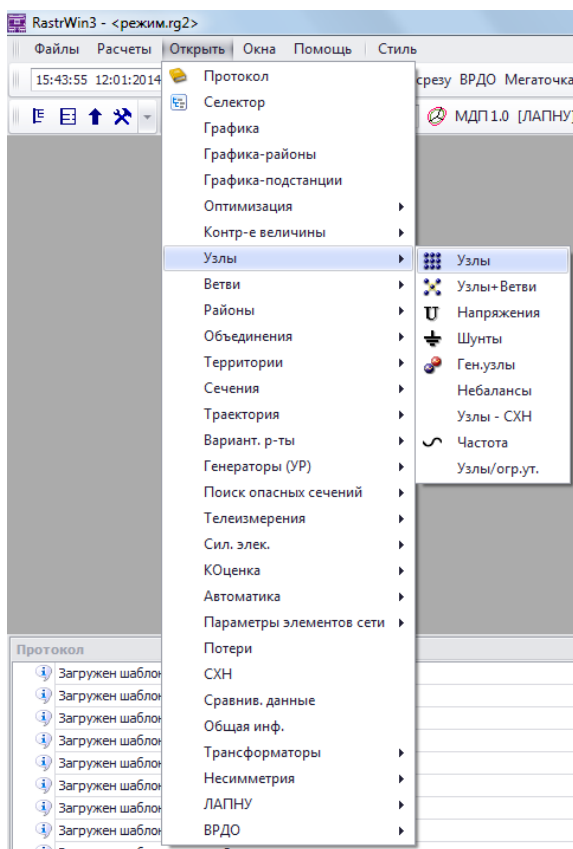 RastrWin3 - <режим.rg2>
Файлы Расчеты Открыть Окна Помощь Стиль
15:43:55 12:01:2014 срезу ВРДО Мегаточка
МДП 1.0 [ЛАПНУ]
Протокол
Селектор
Графика
Графика-районы
Графика-подстанции
Оптимизация
Контр-е величины
Узлы
Ветви
Районы
Объединения
Территории
Сечения
Траектория
Вариант. р-ты
Генераторы (УР)
Поиск опасных сечений
Телеизмерения
Сил. элек.
КОценка
Автоматика
Параметры элементов сети
Потери
СХН
Сравнив. данные
Общая инф.
Трансформаторы
Несимметрия
ЛАПНУ
ВРДО
Узлы
Узлы+Ветви
Напряжения
Шунты
Ген.узлы
Небалансы
Узлы - СХН
Частота
Узлы/огр.ут.
Протокол
Загружен шаблон
Загружен шаблон
Загружен шаблон
Загружен шаблон
Загружен шаблон
Загружен шаблон
Загружен шаблон
Загружен шаблон